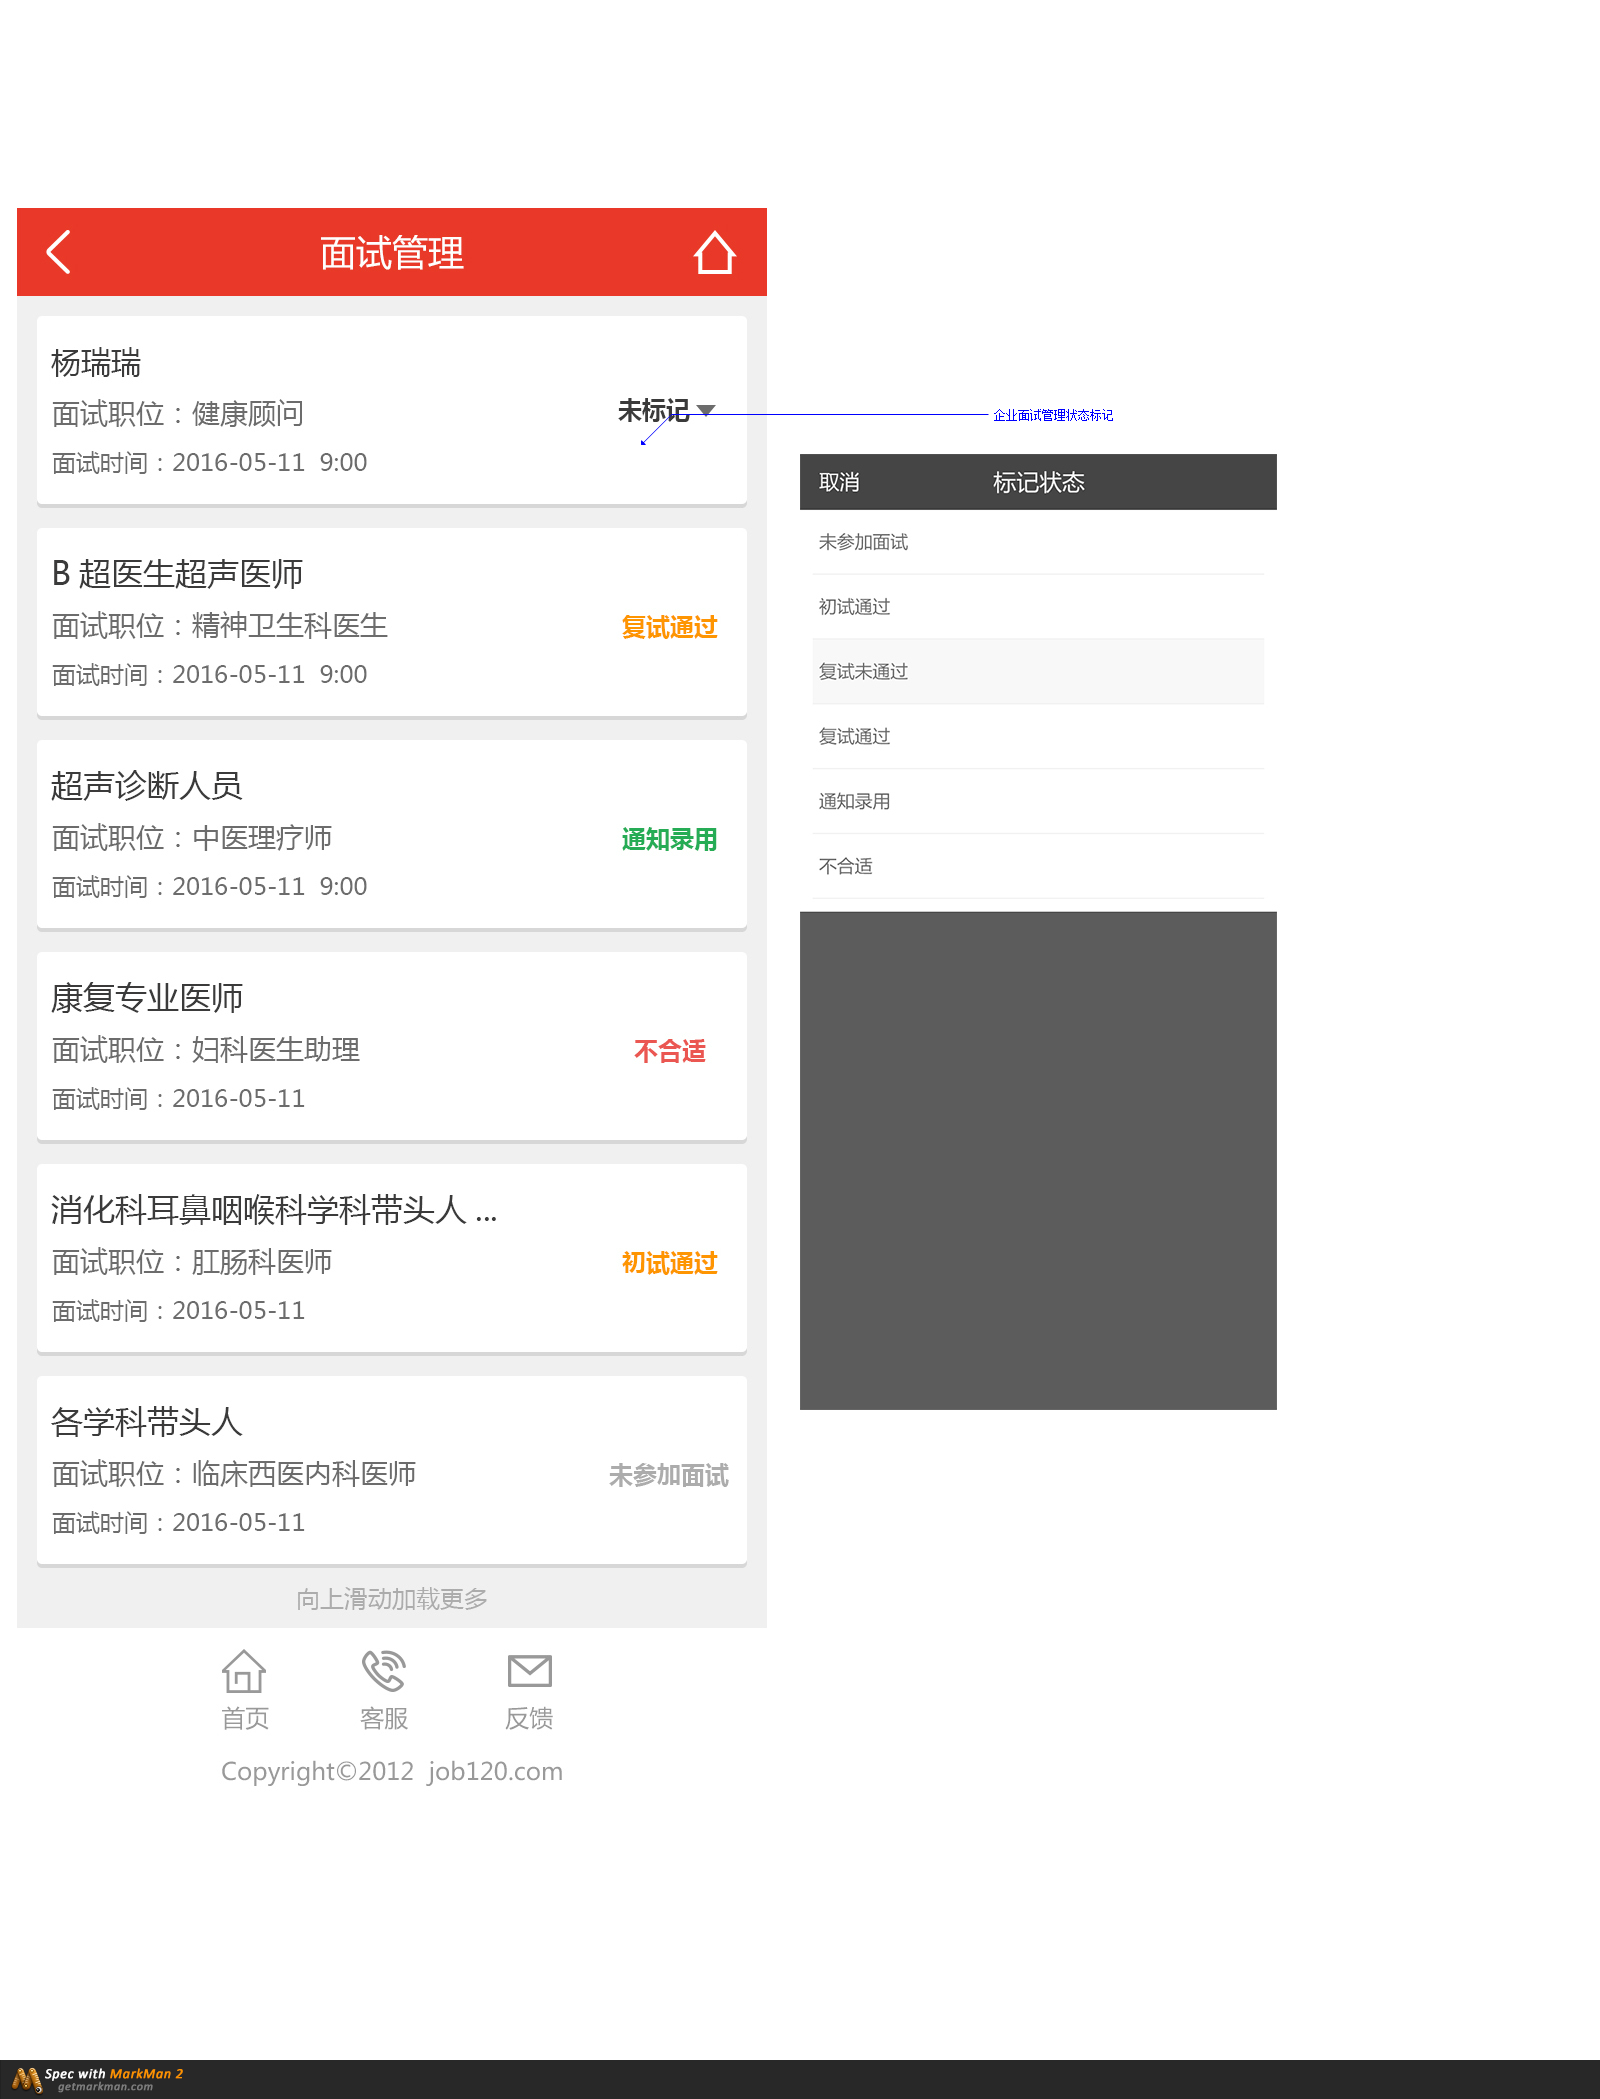 面试管理
杨瑞瑞
面试职位：健康顾问
未标记
面试时间：2016-05-11 9:00
B 超医生超声医师
面试职位：精神卫生科医生
复试通过
面试时间：2016-05-11 9:00
超声诊断人员
面试职位：中医理疗师
通知录用
面试时间：2016-05-11 9:00
康复专业医师
面试职位：妇科医生助理
不合适
面试时间：2016-05-11
消化科耳鼻咽喉科学科带头人 ...
面试职位：肛肠科医师
初试通过
面试时间：2016-05-11
各学科带头人
面试职位：临床西医内科医师
未参加面试
面试时间：2016-05-11
向上滑动加载更多
首页 客服 反馈
Copyright©2012 job120.com
企业面试管理状态标记
取消 标记状态
未参加面试
初试通过
复试未通过
复试通过
通知录用
不合适
Spec with MarkMan 2
getmarkman.com